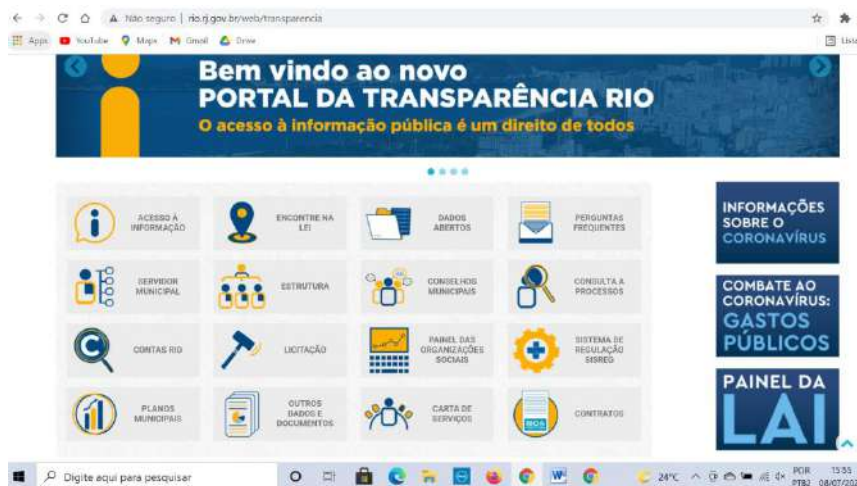 Não seguro | rio.rj.gov.br/web/transparencia
Apps YouTube Maps Gmail Drive
Bem vindo ao novo
PORTAL DA TRANSPARÊNCIA RIO
O acesso à informação pública é um direito de todos
ACESSO À
INFORMAÇÃO
ENCONTRE NA
LEI
DADOS
ABERTOS
PERGUNTAS
FREQUENTES
SERVIDOR
MUNICIPAL
ESTRUTURA
CONSELHOS
MUNICIPAIS
CONSULTA A
PROCESSOS
CONTAS RIO
LICITAÇÃO
PAINEL DAS
ORGANIZAÇÕES
SOCIAIS
SISTEMA DE
REGULAÇÃO
SISREG
PLANOS
MUNICIPAIS
OUTROS
DADOS E
DOCUMENTOS
CARTA DE
SERVIÇOS
CONTRATOS
INFORMAÇÕES
SOBRE O
CORONAVÍRUS
COMBATE AO
CORONAVÍRUS:
GASTOS
PÚBLICOS
PAINEL DA
LAI
Digite aqui para pesquisar
24°C
POR
15:55
PTB2